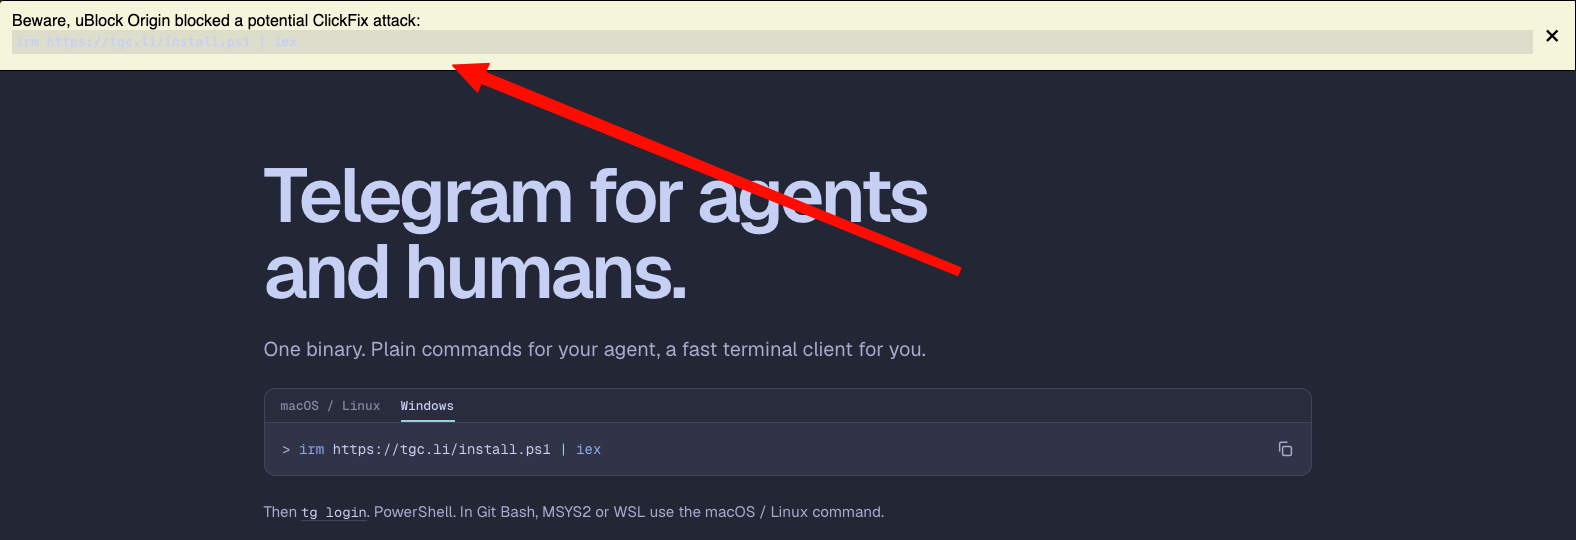 Beware, uBlock Origin blocked a potential ClickFix attack:
irm https://tgc.li/install.ps1 | iex
Telegram for agents
and humans.
One binary. Plain commands for your agent, a fast terminal client for you.
macOS / Linux Windows
> irm https://tgc.li/install.ps1 | iex
Then tg login. PowerShell. In Git Bash, MSYS2 or WSL use the macOS / Linux command.